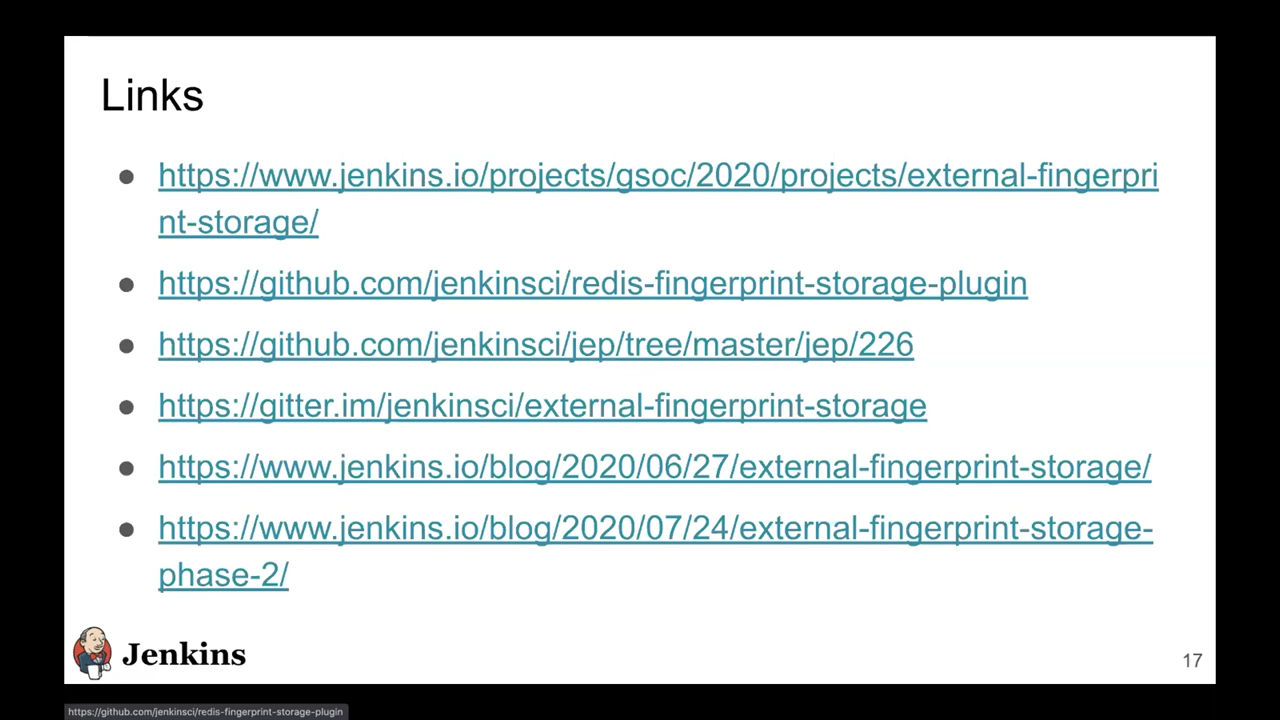 Links
● https://www.jenkins.io/projects/gsoc/2020/projects/external-fingerpri
nt-storage/
● https://github.com/jenkinsci/redis-fingerprint-storage-plugin
● https://github.com/jenkinsci/jep/tree/master/jep/226
● https://gitter.im/jenkinsci/external-fingerprint-storage
● https://www.jenkins.io/blog/2020/06/27/external-fingerprint-storage/
● https://www.jenkins.io/blog/2020/07/24/external-fingerprint-storage-
phase-2/
Jenkins
17
https://github.com/jenkinsci/redis-fingerprint-storage-plugin